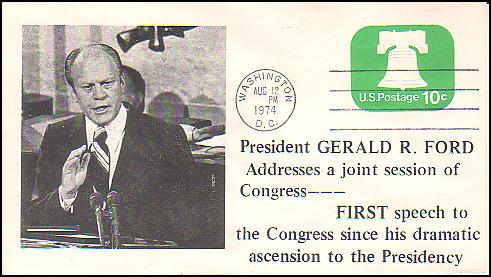 WASHINGTON
AUG 12
PM
1974
D.C.
U.S. Postage 10c
President GERALD R. FORD
Addresses a joint session of
Congress---
FIRST speech to
the Congress since his dramatic
ascension to the Presidency